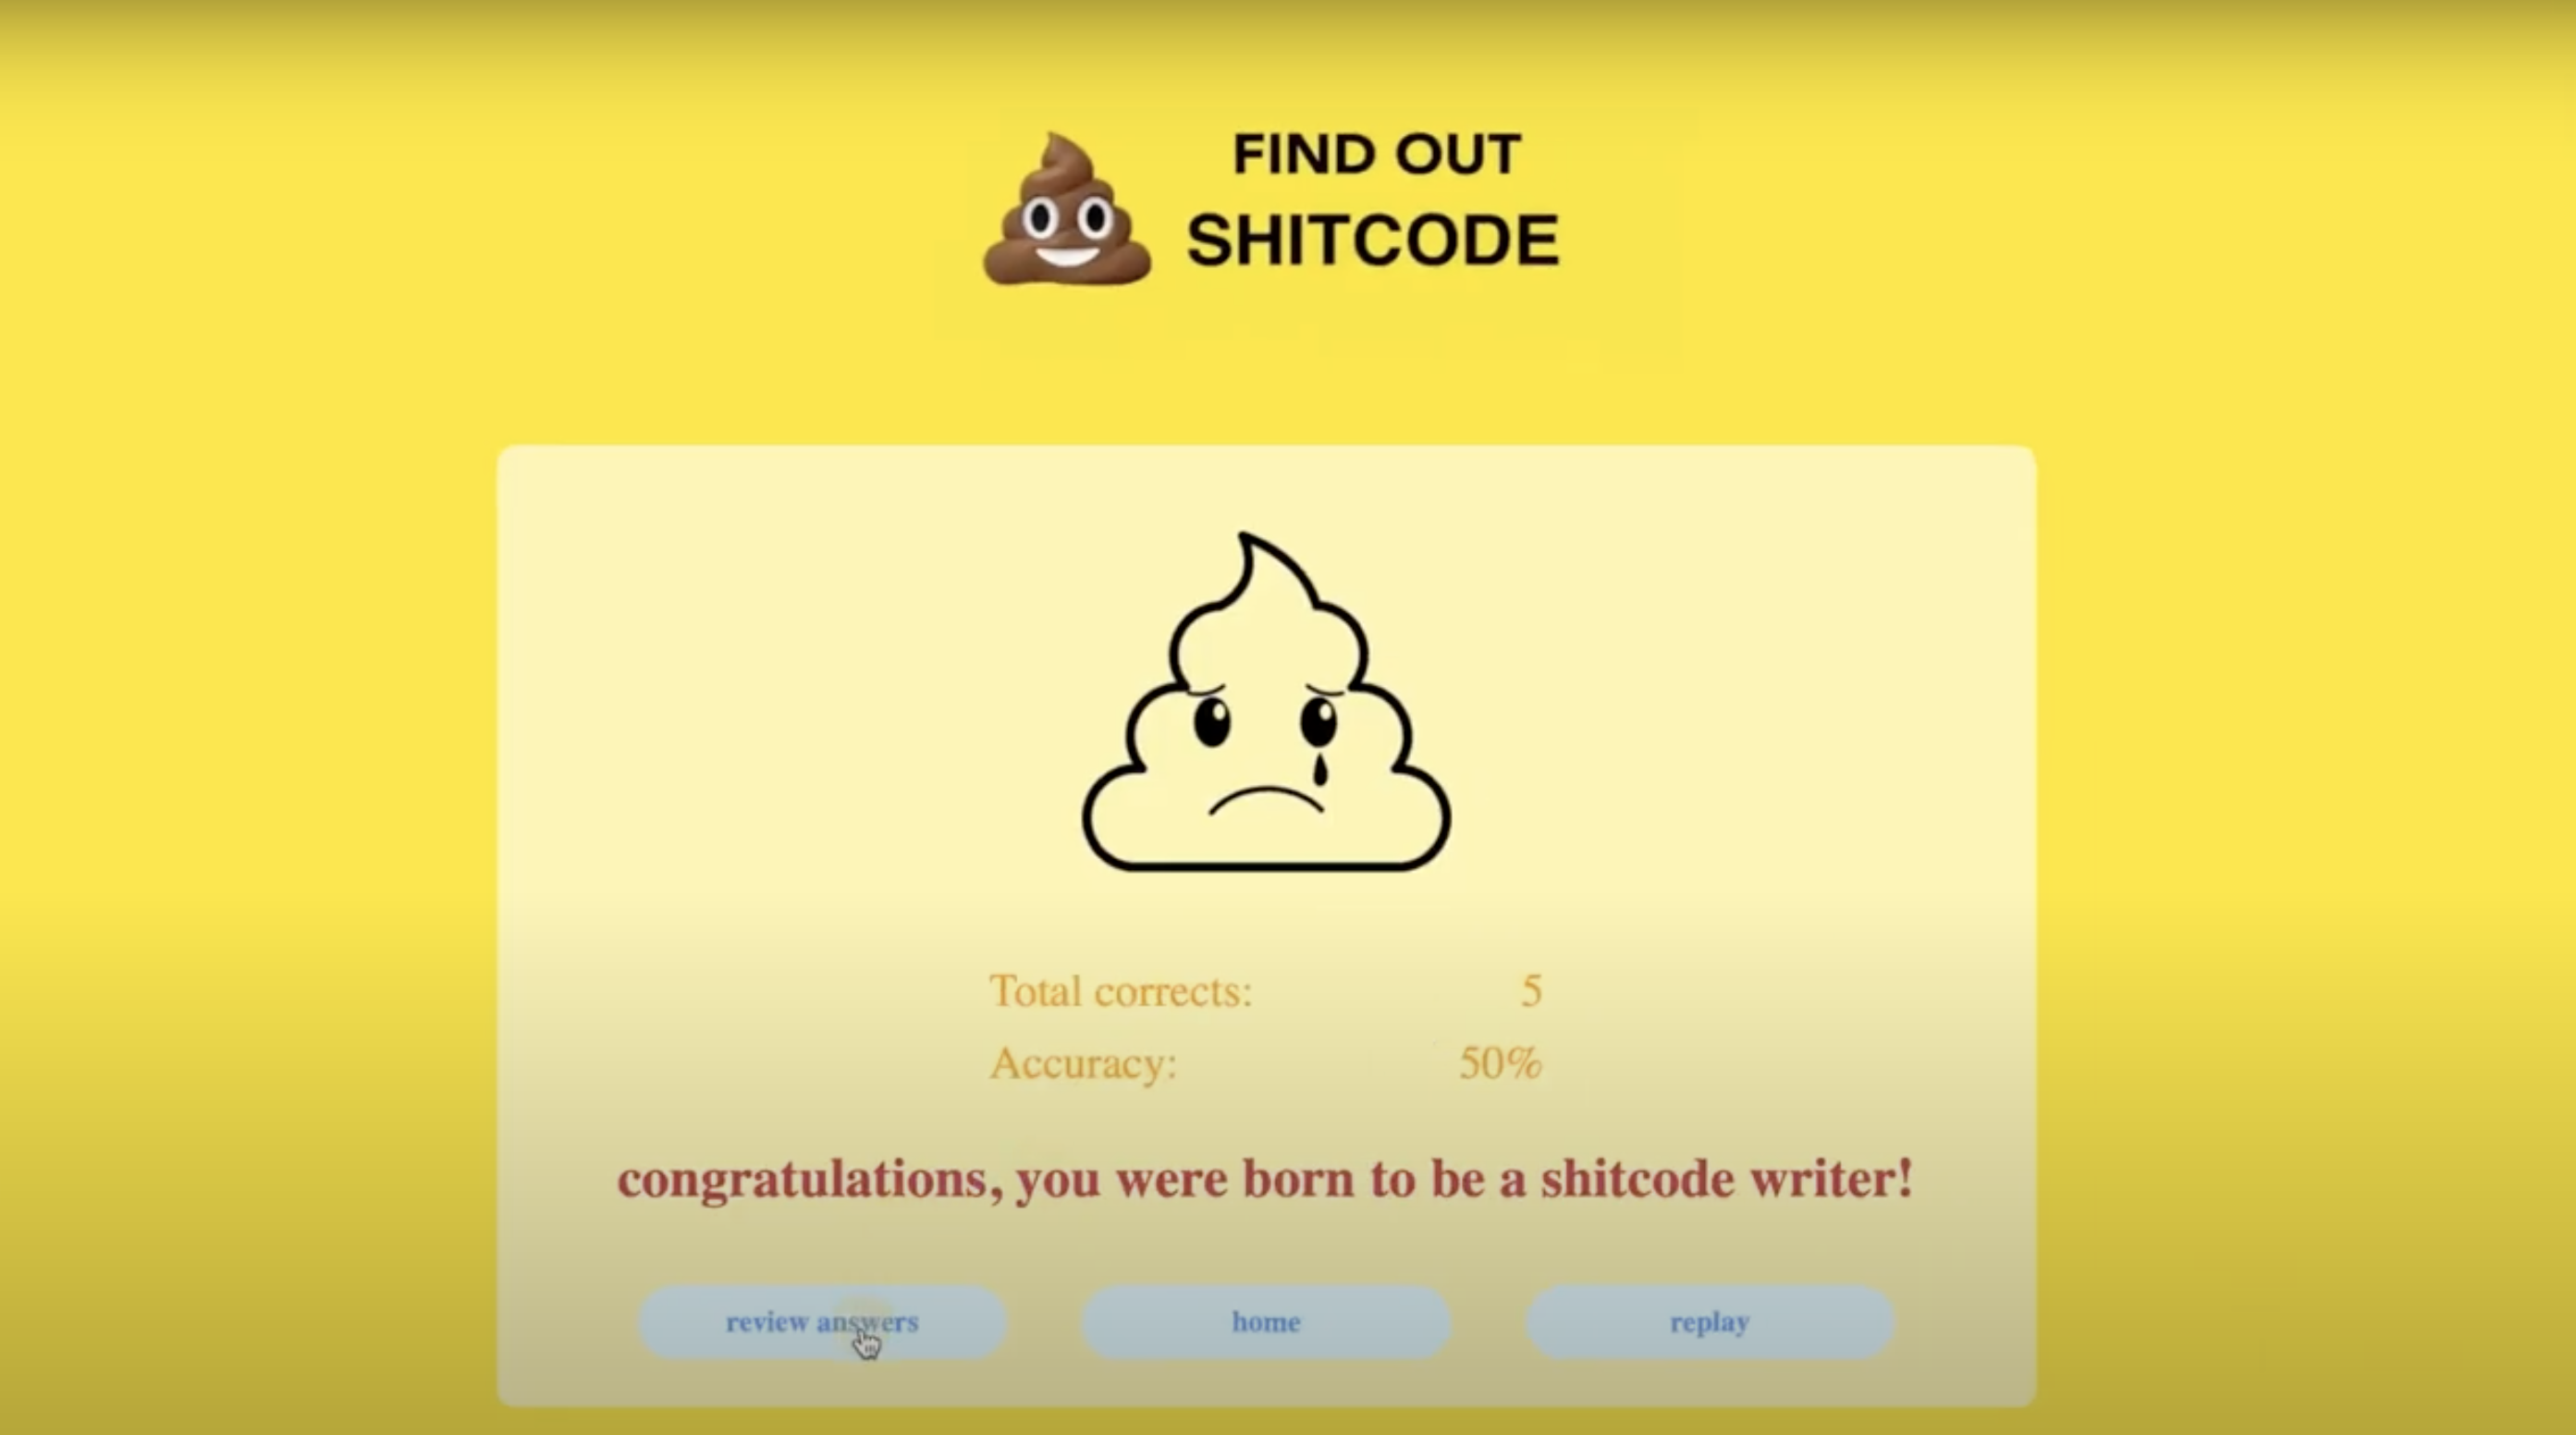 FIND OUT
SHITCODE
Total corrects: 5
Accuracy: 50%
congratulations, you were born to be a shitcode writer!
review answers
home
replay